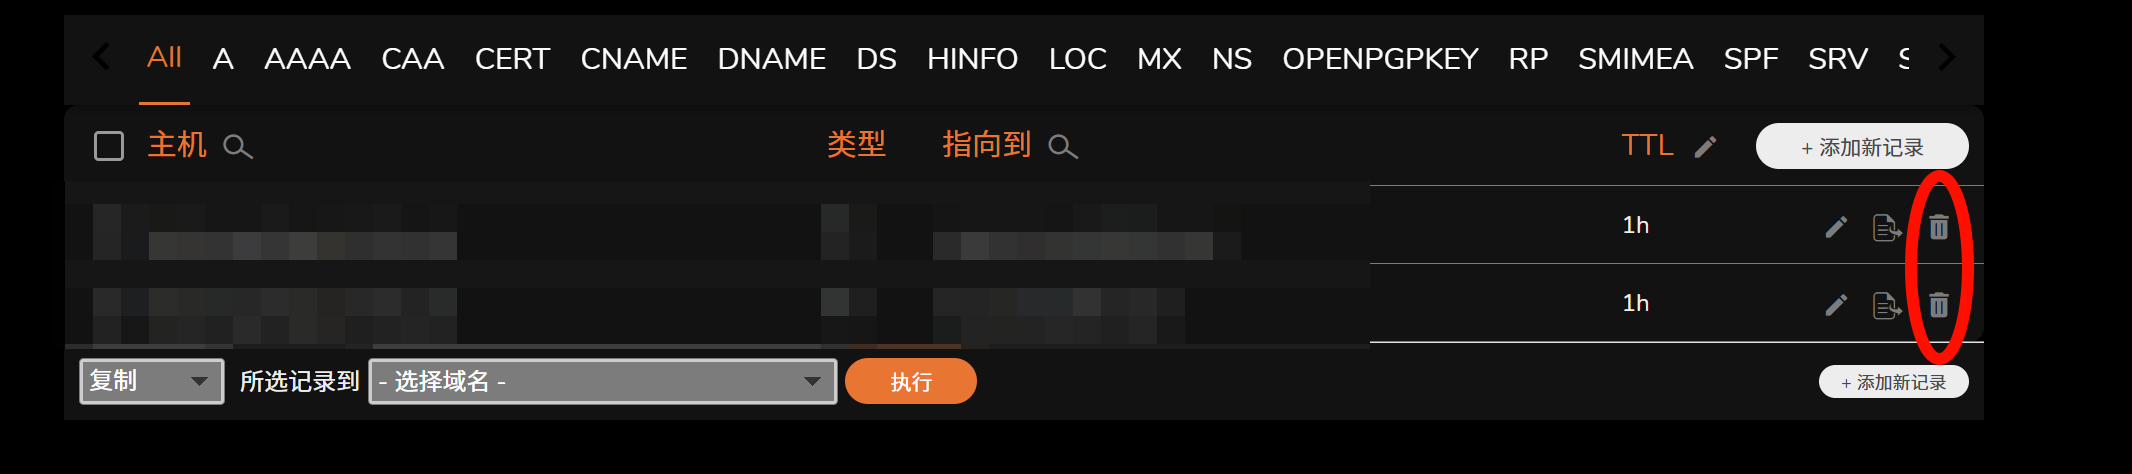 All A AAAA CAA CERT CNAME DNAME DS HINFO LOC MX NS OPENPGPKEY RP SMIMEA SPF SRV
主机 类型 指向到 TTL + 添加新记录
1h
1h
复制 所选记录到 - 选择域名 - 执行 + 添加新记录